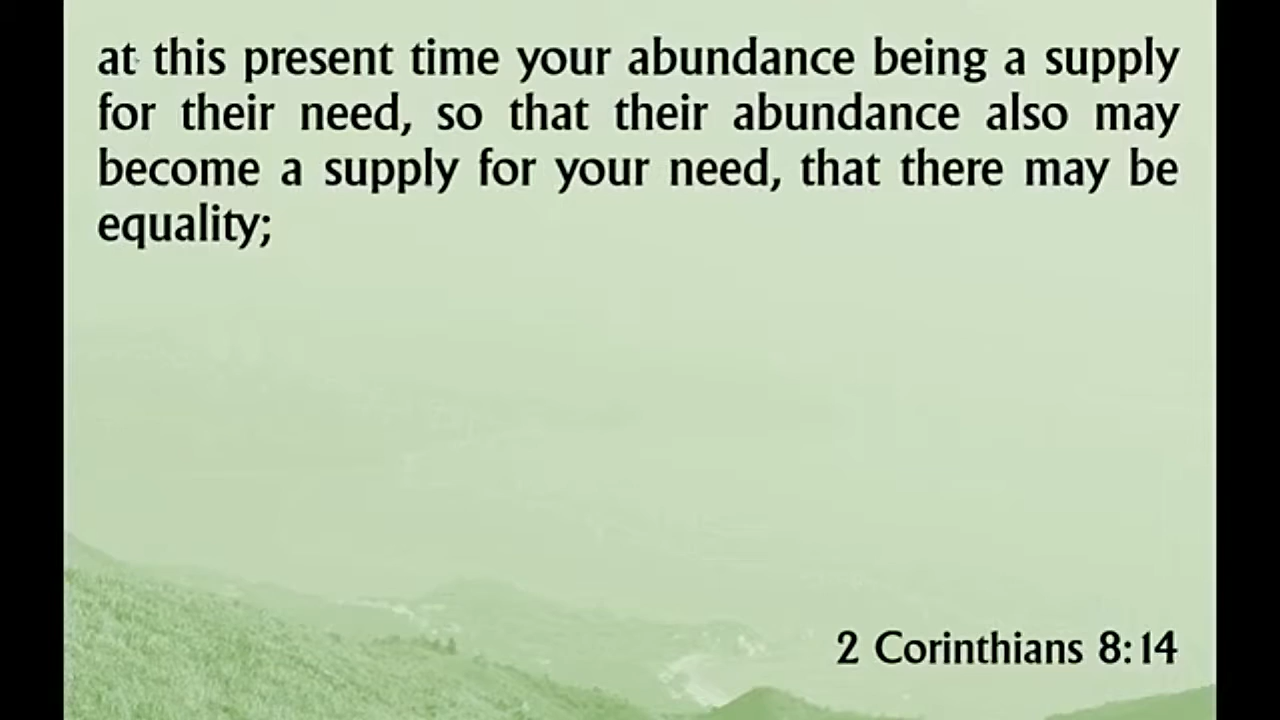 at this present time your abundance being a supply
for their need, so that their abundance also may
become a supply for your need, that there may be
equality;
2 Corinthians 8:14